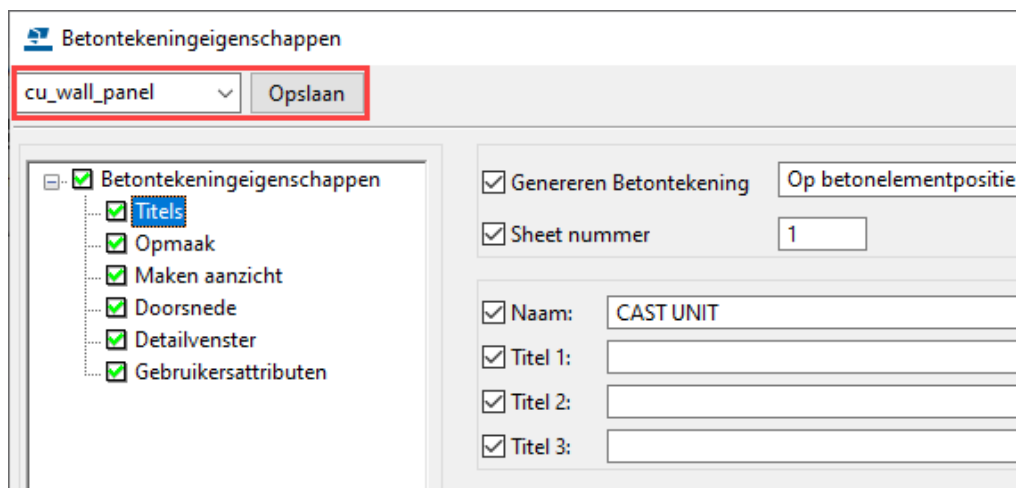 Betontekeningeigenschappen
cu_wall_panel Opslaan
Betontekeningeigenschappen
Titels
Opmaak
Maken aanzicht
Doorsnede
Detailvenster
Gebruikersattributen
Genereren Betontekening Op betonelementpositie
Sheet nummer 1
Naam: CAST UNIT
Titel 1:
Titel 2:
Titel 3: